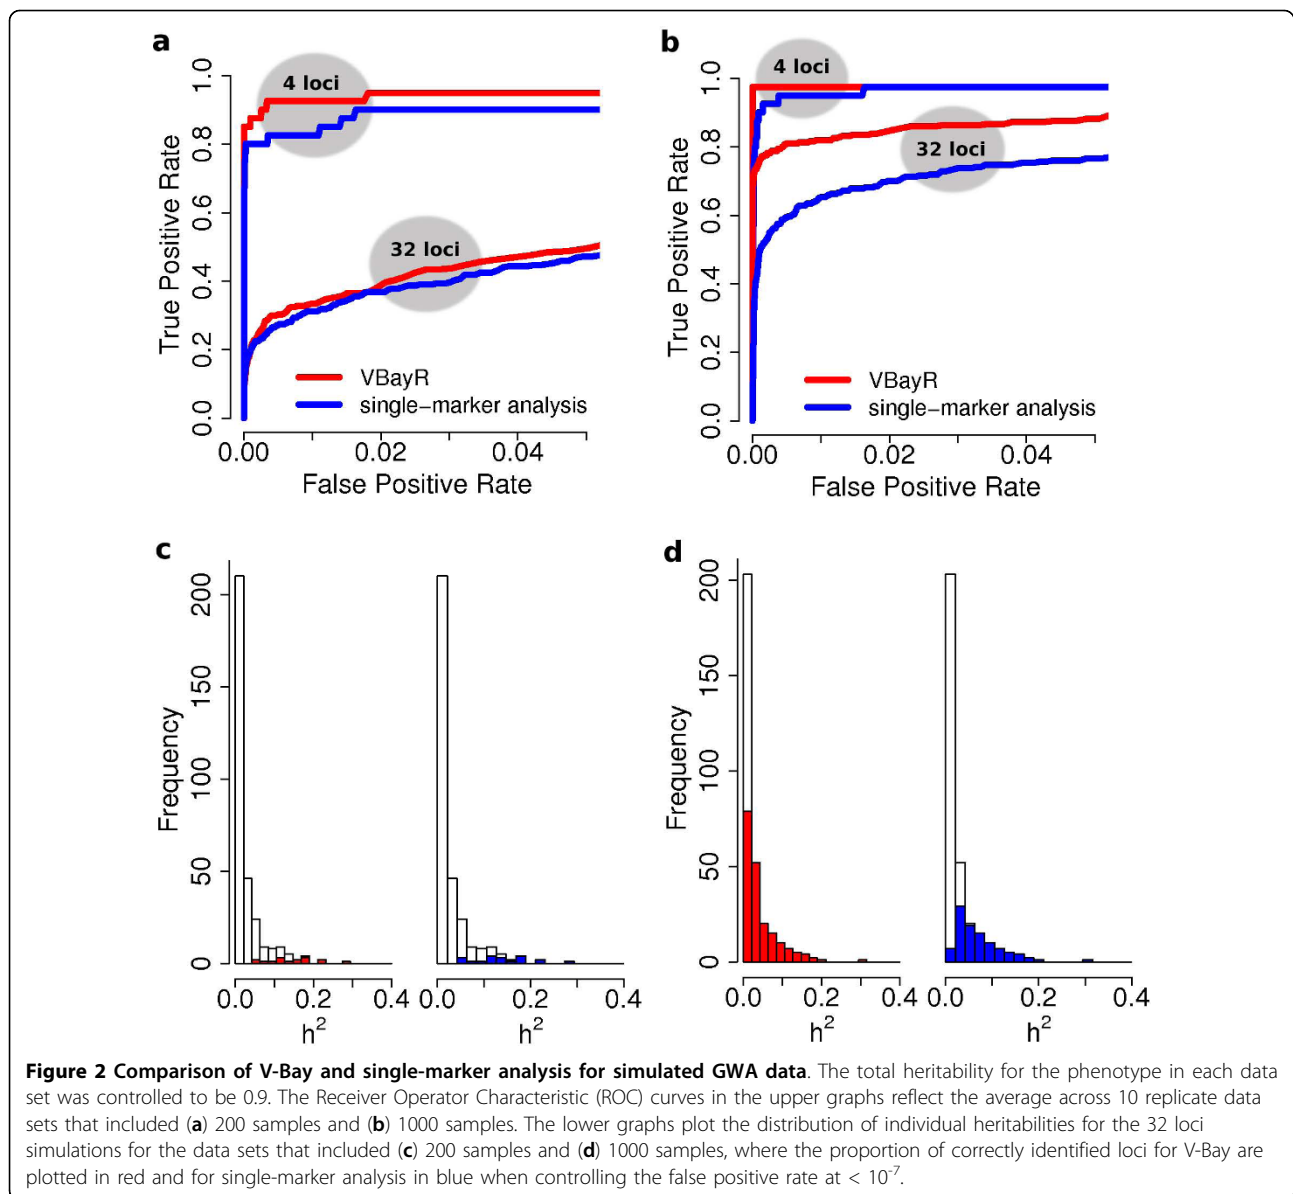 a
4 loci
32 loci
VBayR
single-marker analysis
True Positive Rate
0.0 0.2 0.4 0.6 0.8 1.0
0.00 0.02 0.04
False Positive Rate
b
4 loci
32 loci
VBayR
single-marker analysis
True Positive Rate
0.0 0.2 0.4 0.6 0.8 1.0
0.00 0.02 0.04
False Positive Rate
c
Frequency
0 50 100 150 200
0.0 0.2 0.4
h²
0.0 0.2 0.4
h²
d
Frequency
0 50 100 150 200
0.0 0.2 0.4
h²
0.0 0.2 0.4
h²
Figure 2 Comparison of V-Bay and single-marker analysis for simulated GWA data. The total heritability for the phenotype in each data
set was controlled to be 0.9. The Receiver Operator Characteristic (ROC) curves in the upper graphs reflect the average across 10 replicate data
sets that included (a) 200 samples and (b) 1000 samples. The lower graphs plot the distribution of individual heritabilities for the 32 loci
simulations for the data sets that included (c) 200 samples and (d) 1000 samples, where the proportion of correctly identified loci for V-Bay are
plotted in red and for single-marker analysis in blue when controlling the false positive rate at < 10⁻⁷.